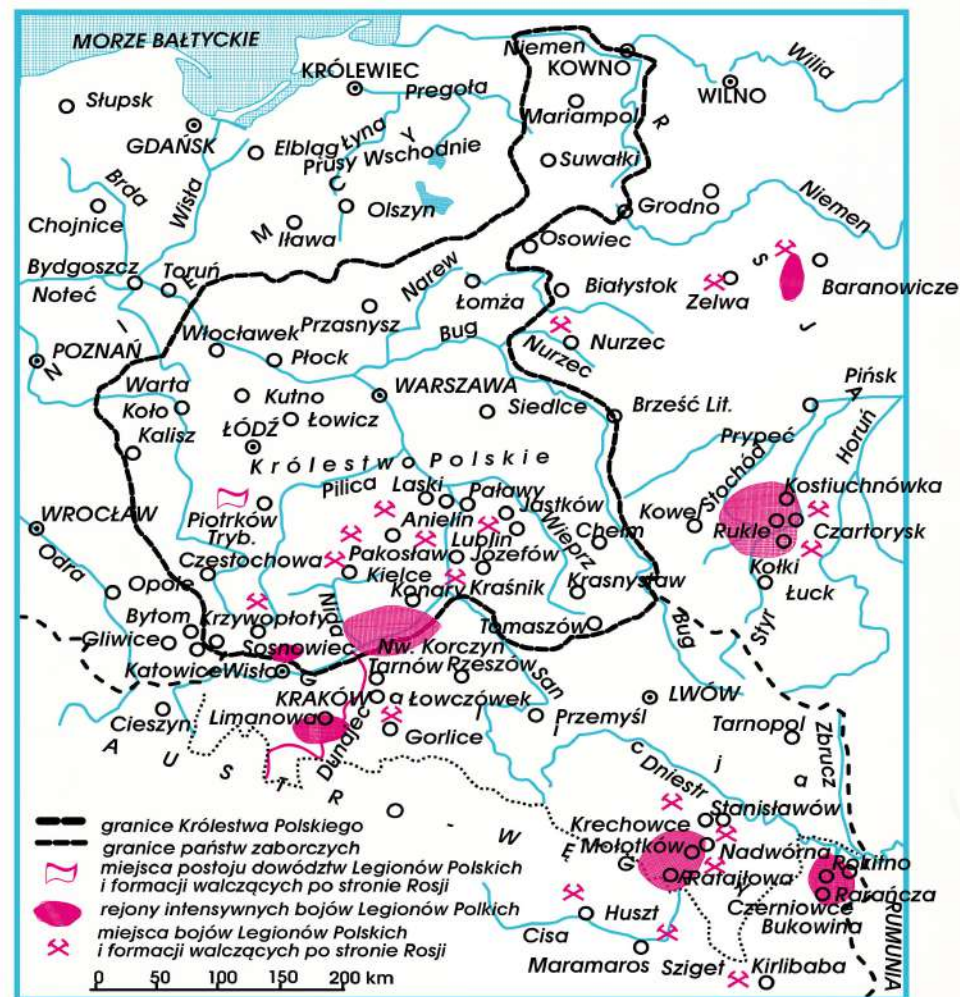 MORZE BAŁTYCKIE
Słupsk
GDAŃSK
KRÓLEWIEC
Pregoła
Niemen
KOWNO
Wilia
WILNO
Mariampol
Suwałki
Elbląg
Łyna
Prusy Wschodnie
Brda
Wisła
Chojnice
Olszyn
Iława
Grodno
Niemen
Osowiec
Bydgoszcz
Toruń
Noteć
Narew
Łomża
Białystok
Zelwa
Baranowicze
Przasnysz
Włocławek
Bug
Nurzec
Nurzec
POZNAŃ
Płock
Warta
Kutno
WARSZAWA
Siedlce
Brześć Lit.
Pińsk
Koło
Łowicz
Kalisz
ŁÓDŹ
Prypeć
Horuń
Królestwo Polskie
Stochód
Kostiuchnówka
Pilica
Laski
Paławy
Jastków
Wieprz
Kowel
WROCŁAW
Piotrków
Tryb.
Anielin
Lublin
Chełm
Rukle
Czartorysk
Odra
Częstochowa
Pakosław
Józefów
Kołki
Opole
Kielce
Kraśnik
Krasnystaw
Łuck
Nida
Konary
Bytom
Krzywopłoty
Tomaszów
Styr
Bug
Gliwice
Sosnowiec
Nw. Korczyn
Katowice
Wisła
Tarnów
Rzeszów
San
KRAKÓW
Łowczówek
LWÓW
Cieszyn
Limanowa
Przemyśl
Tarnopol
Zbrucz
Dunajec
Gorlice
Dniestr
Stanisławów
Krechowce
Mołotków
Nadwórna
Rokitno
Rafajłowa
Rarańcza
Czerniowce
Huszt
Bukowina
Cisa
RUMUNIA
Maramaros
Sziget
Kirlibaba
N I E M C Y
R O S J A
A U S T R O - W Ę G R Y
G a l i c j a
granice Królestwa Polskiego
granice państw zaborczych
miejsca postoju dowództw Legionów Polskich
i formacji walczących po stronie Rosji
rejony intensywnych bojów Legionów Polkich
miejsca bojów Legionów Polskich
i formacji walczących po stronie Rosji
0 50 100 150 200 km